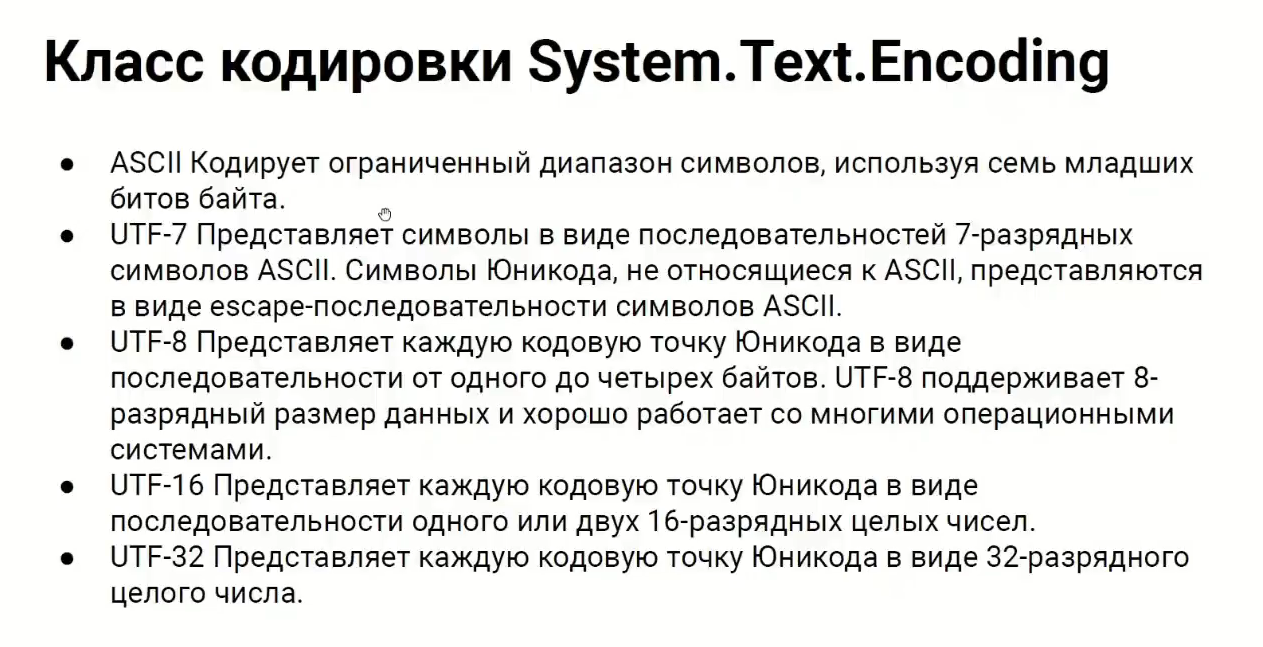 Класс кодировки System.Text.Encoding
● ASCII Кодирует ограниченный диапазон символов, используя семь младших
битов байта.
● UTF-7 Представляет символы в виде последовательностей 7-разрядных
символов ASCII. Символы Юникода, не относящиеся к ASCII, представляются
в виде escape-последовательности символов ASCII.
● UTF-8 Представляет каждую кодовую точку Юникода в виде
последовательности от одного до четырех байтов. UTF-8 поддерживает 8-
разрядный размер данных и хорошо работает со многими операционными
системами.
● UTF-16 Представляет каждую кодовую точку Юникода в виде
последовательности одного или двух 16-разрядных целых чисел.
● UTF-32 Представляет каждую кодовую точку Юникода в виде 32-разрядного
целого числа.